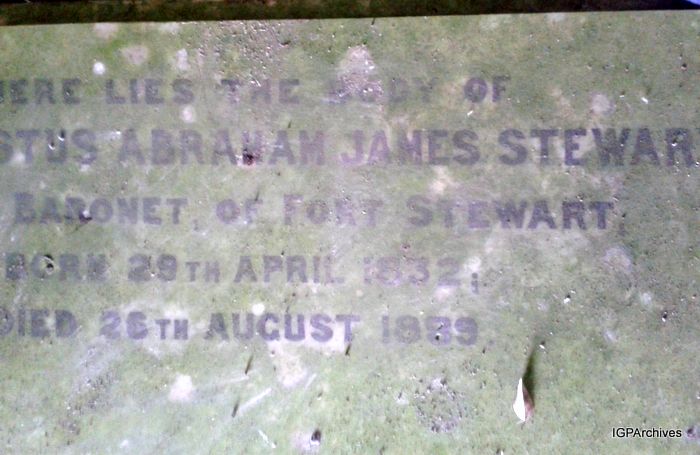 HERE LIES THE BODY OF
STUS ABRAHAM JAMES STEWAR
BARONET, OF FORT STEWART,
BORN 29TH APRIL 1832;
DIED 26TH AUGUST 1889
IGPArchives